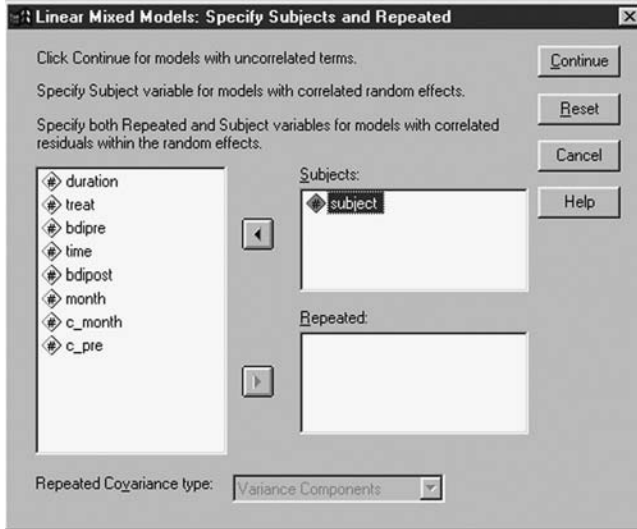 Linear Mixed Models: Specify Subjects and Repeated
Click Continue for models with uncorrelated terms.
Specify Subject variable for models with correlated random effects.
Specify both Repeated and Subject variables for models with correlated
residuals within the random effects.
duration
treat
bdipre
time
bdipost
month
c_month
c_pre
Subjects:
subject
Repeated:
Repeated Covariance type:
Variance Components
Continue
Reset
Cancel
Help